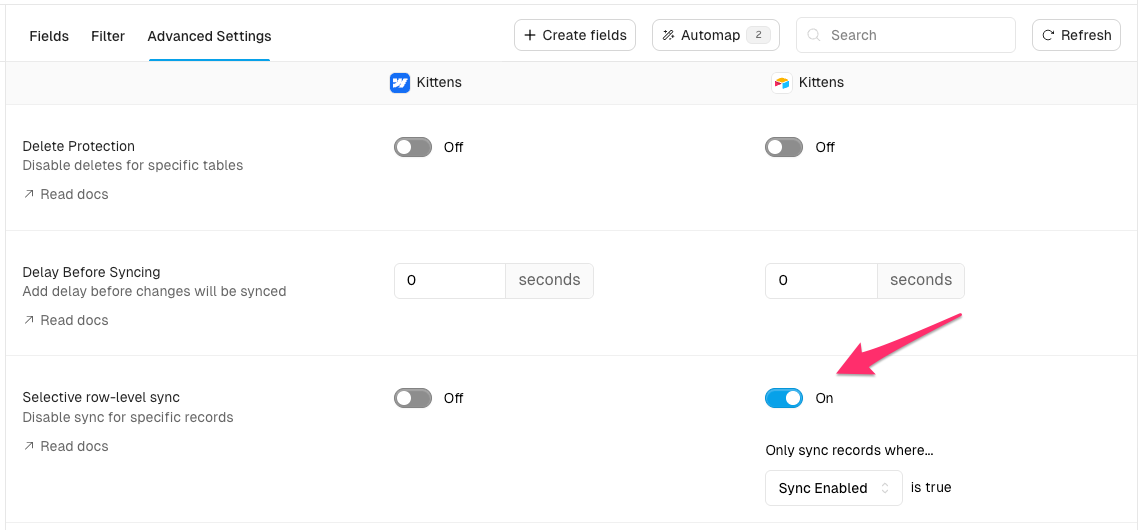 Fields Filter Advanced Settings Create fields Automap 2 Search Refresh
Kittens Kittens
Delete Protection Off Off
Disable deletes for specific tables
Read docs
Delay Before Syncing 0 seconds 0 seconds
Add delay before changes will be synced
Read docs
Selective row-level sync Off On
Disable sync for specific records
Read docs
Only sync records where...
Sync Enabled is true